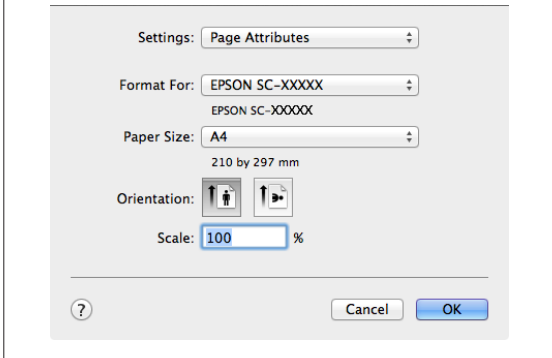 Settings: Page Attributes
Format For: EPSON SC-XXXXX
EPSON SC-XXXXX
Paper Size: A4
210 by 297 mm
Orientation:
Scale: 100 %
? Cancel OK